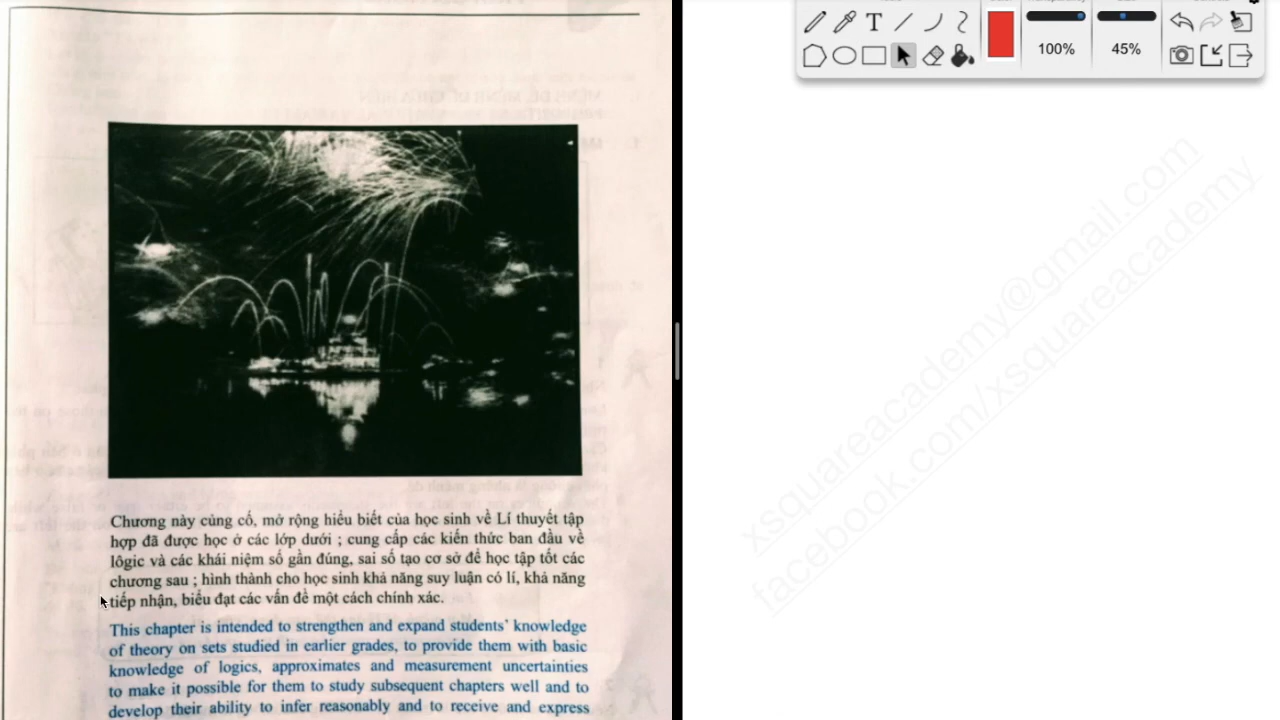 Chương này củng cố, mở rộng hiểu biết của học sinh về Lí thuyết tập
hợp đã được học ở các lớp dưới ; cung cấp các kiến thức ban đầu về
lôgic và các khái niệm số gần đúng, sai số tạo cơ sở để học tập tốt các
chương sau ; hình thành cho học sinh khả năng suy luận có lí, khả năng
tiếp nhận, biểu đạt các vấn đề một cách chính xác.
This chapter is intended to strengthen and expand students' knowledge
of theory on sets studied in earlier grades, to provide them with basic
knowledge of logics, approximates and measurement uncertainties
to make it possible for them to study subsequent chapters well and to
develop their ability to infer reasonably and to receive and express
T
100%
45%
xsquareacademy@gmail.com
facebook.com/xsquareacademy